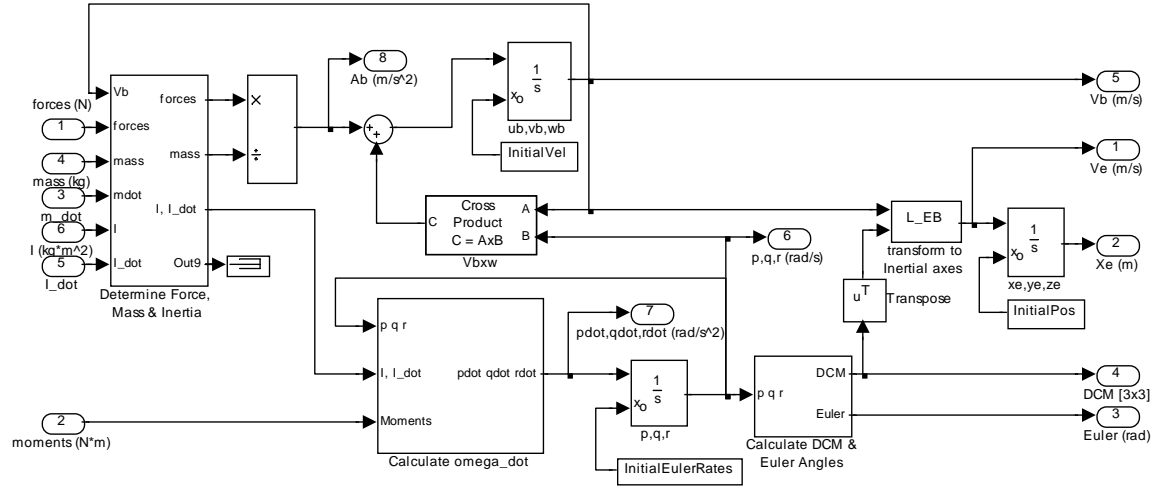 8
Ab (m/s^2)
1
s
xo
ub,vb,wb
InitialVel
5
Vb (m/s)
1
Ve (m/s)
forces (N)
1
4
mass (kg)
3
m_dot
6
I (kg*m^2)
5
I_dot
Vb
forces
mass
mdot
I
I_dot
forces
mass
I, I_dot
Out9
Determine Force,
Mass & Inertia
×
÷
+
+
C
Cross
Product
C = AxB
A
B
Vbxw
6
p,q,r (rad/s)
L_EB
transform to
Inertial axes
1
s
xo
xe,ye,ze
InitialPos
2
Xe (m)
uT
Transpose
p q r
I, I_dot
Moments
pdot qdot rdot
Calculate omega_dot
2
moments (N*m)
7
pdot,qdot,rdot (rad/s^2)
1
s
xo
p,q,r
InitialEulerRates
p q r
DCM
Euler
Calculate DCM &
Euler Angles
4
DCM [3x3]
3
Euler (rad)